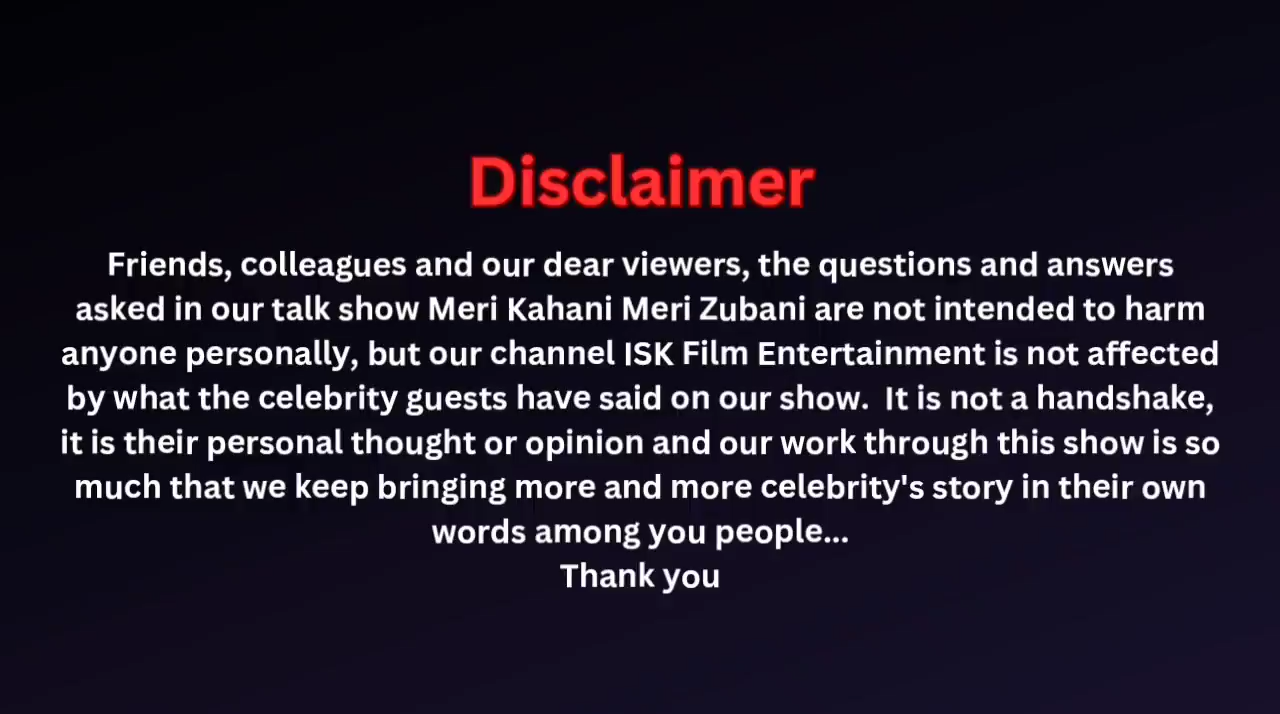 Disclaimer
Friends, colleagues and our dear viewers, the questions and answers
asked in our talk show Meri Kahani Meri Zubani are not intended to harm
anyone personally, but our channel ISK Film Entertainment is not affected
by what the celebrity guests have said on our show.  It is not a handshake,
it is their personal thought or opinion and our work through this show is so
much that we keep bringing more and more celebrity's story in their own
words among you people...
Thank you